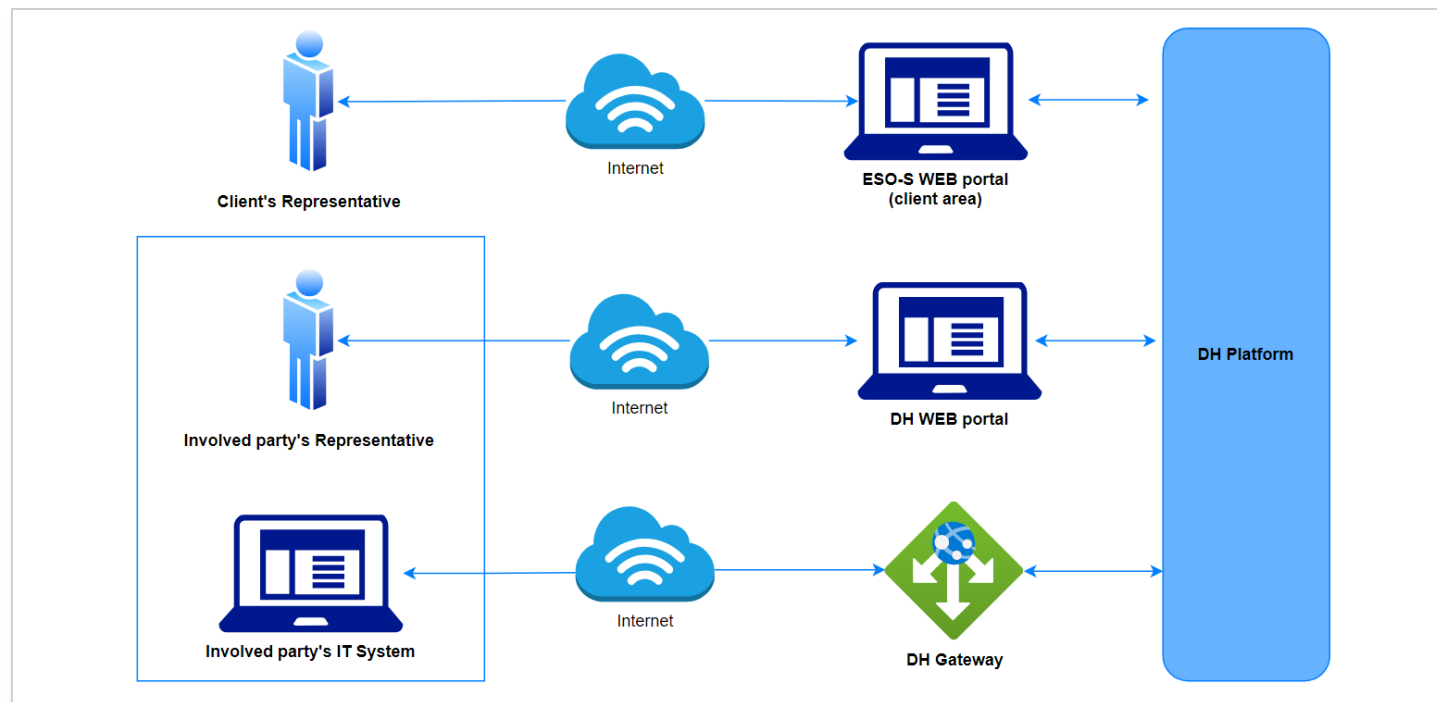 Internet
Client's Representative
ESO-S WEB portal
(client area)
Internet
Involved party's Representative
DH WEB portal
DH Platform
Internet
Involved party's IT System
DH Gateway